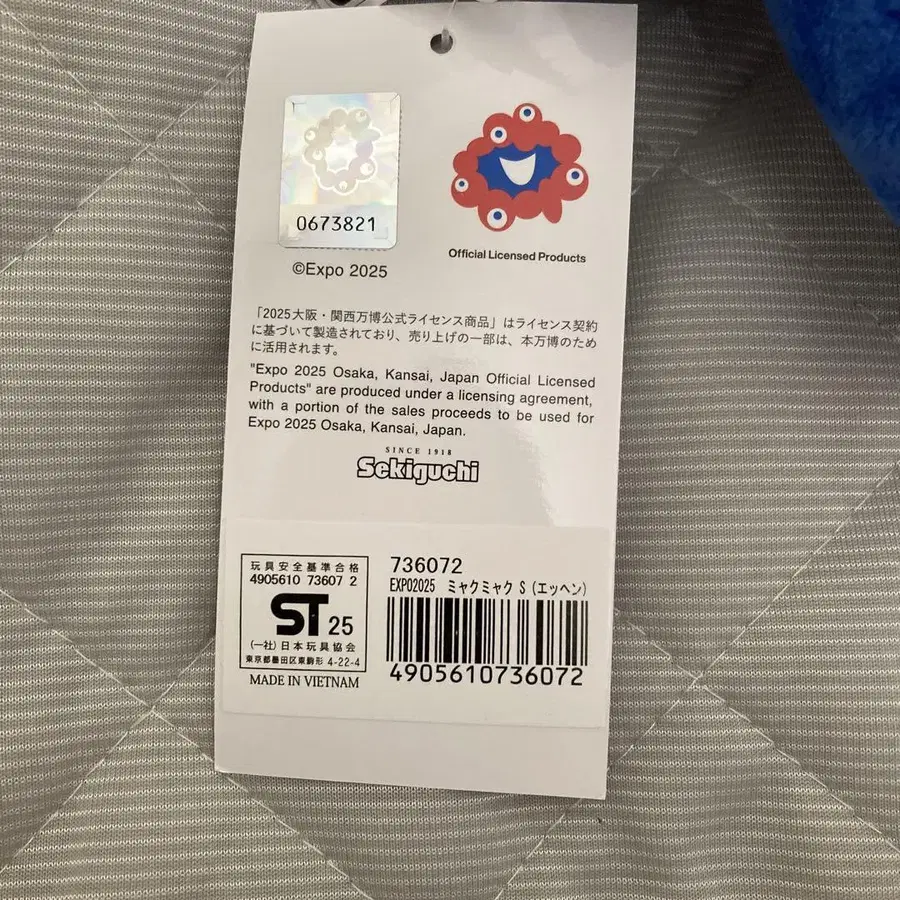 0673821
©Expo 2025
Official Licensed Products
「2025大阪・関西万博公式ライセンス商品」はライセンス契約
に基づいて製造されており、売り上げの一部は、本万博のため
に活用されます。
"Expo 2025 Osaka, Kansai, Japan Official Licensed
Products" are produced under a licensing agreement,
with a portion of the sales proceeds to be used for
Expo 2025 Osaka, Kansai, Japan.
SINCE 1918
Sekiguchi
玩具安全基準合格
4905610 73607 2
ST 25
(一社)日本玩具協会
東京都墨田区東駒形 4-22-4
MADE IN VIETNAM
736072
EXPO2025 ミャクミャク S(エッヘン)
4905610736072